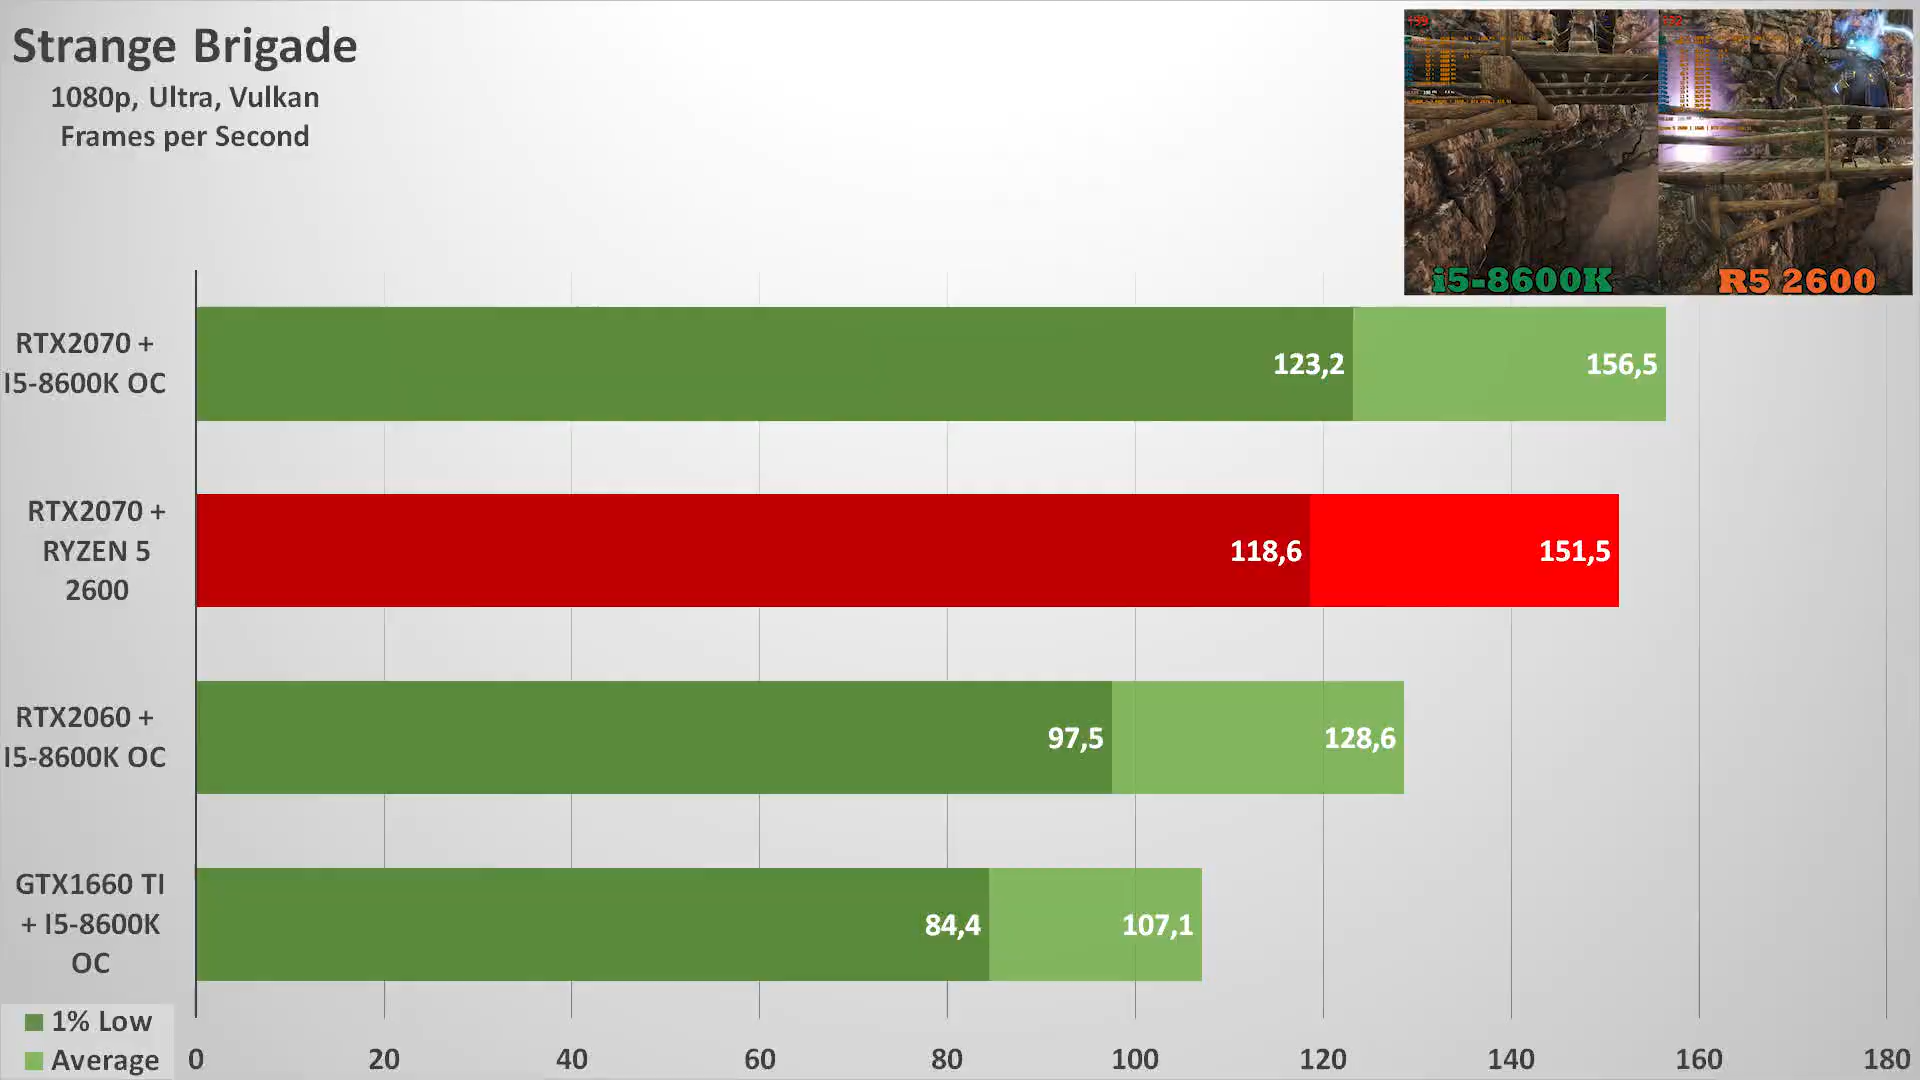 Strange Brigade
1080p, Ultra, Vulkan
Frames per Second
159
152
i5-8600K
R5 2600
RTX2070 +
I5-8600K OC
123,2
156,5
RTX2070 +
RYZEN 5
2600
118,6
151,5
RTX2060 +
I5-8600K OC
97,5
128,6
GTX1660 TI
+ I5-8600K
OC
84,4
107,1
1% Low
Average
0 20 40 60 80 100 120 140 160 180